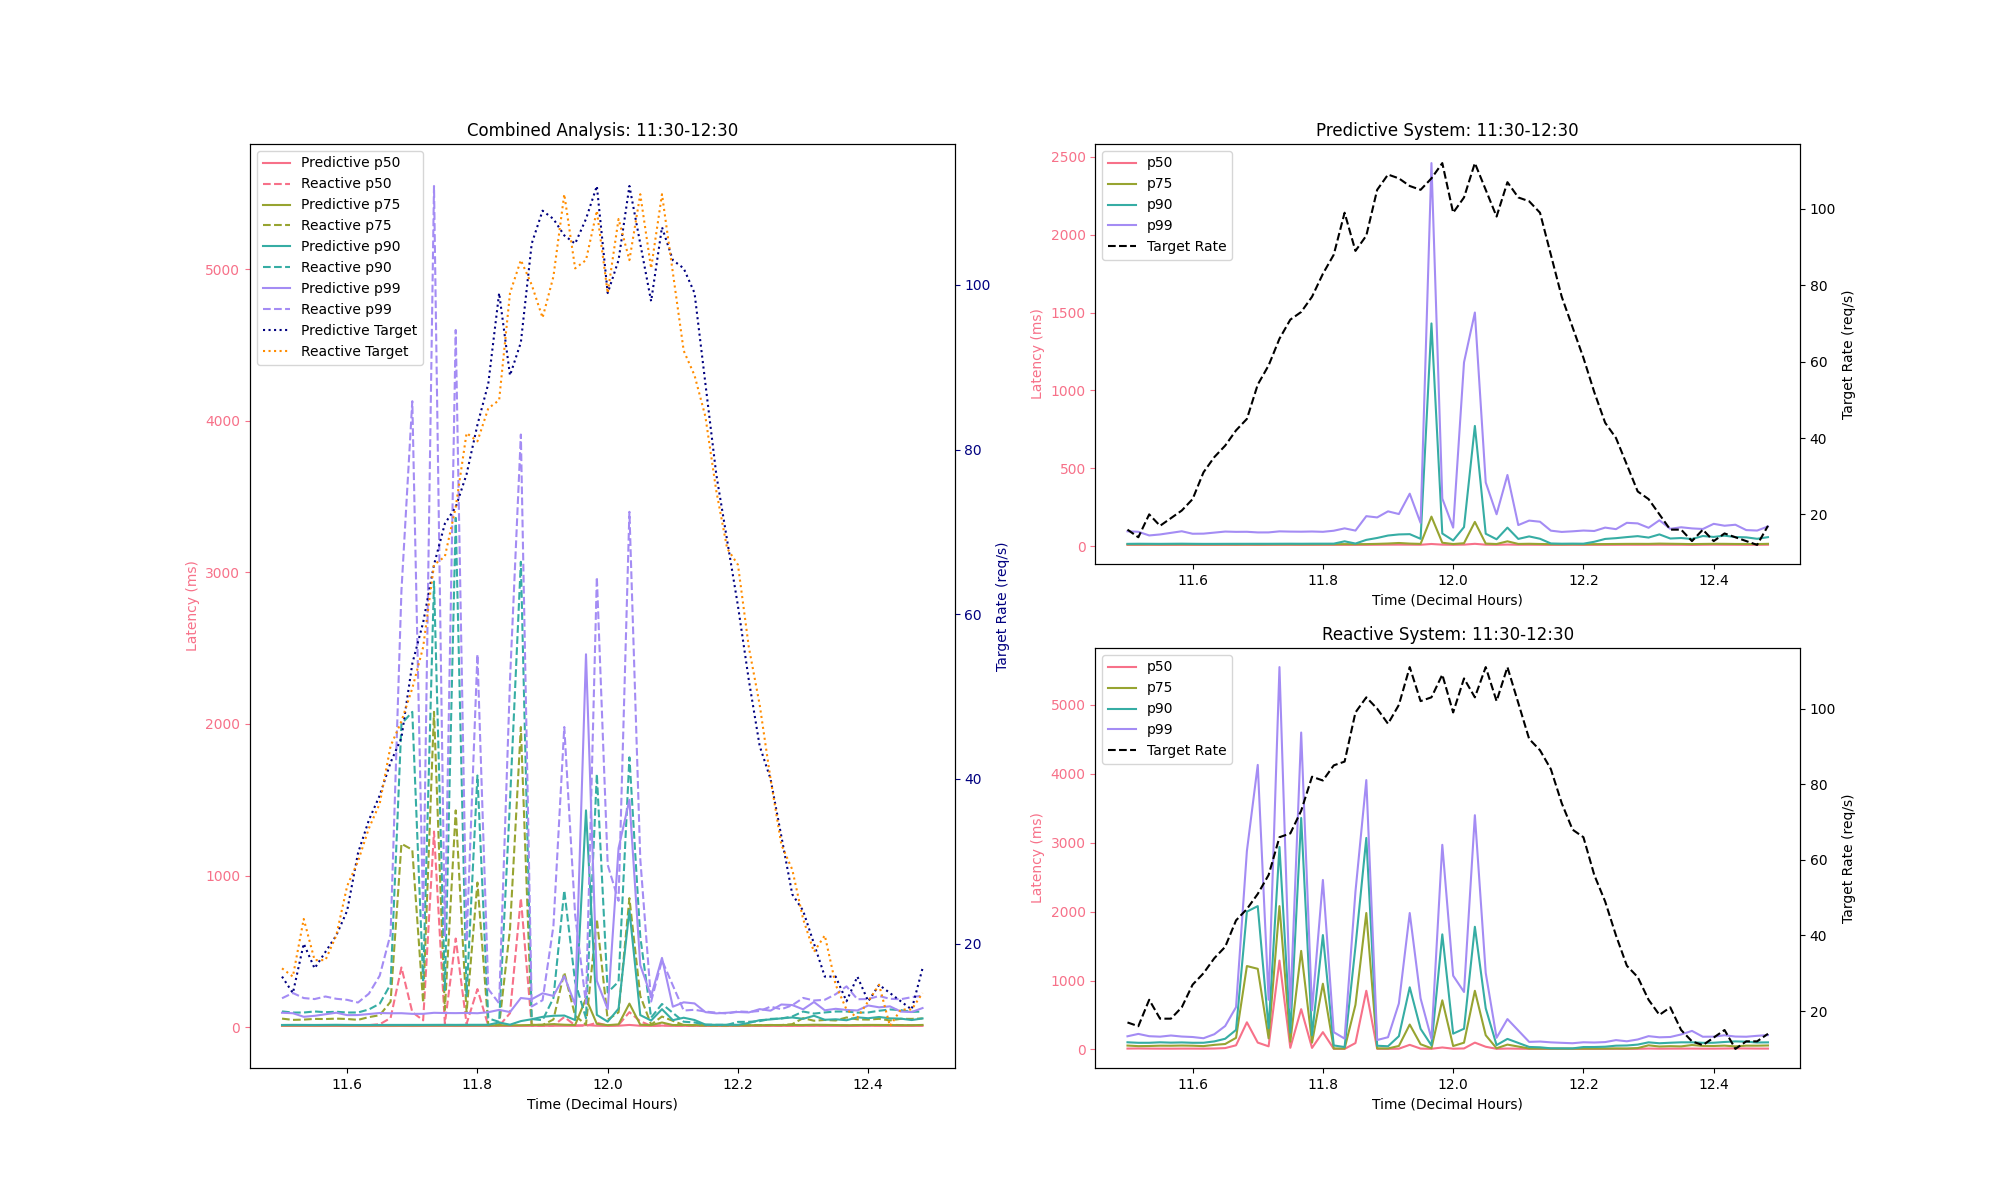 Combined Analysis: 11:30-12:30
Predictive p50
Reactive p50
Predictive p75
Reactive p75
Predictive p90
Reactive p90
Predictive p99
Reactive p99
Predictive Target
Reactive Target
5000
4000
3000
2000
1000
0
Latency (ms)
100
80
60
40
20
Target Rate (req/s)
11.6 11.8 12.0 12.2 12.4
Time (Decimal Hours)
Predictive System: 11:30-12:30
p50
p75
p90
p99
Target Rate
2500
2000
1500
1000
500
0
Latency (ms)
100
80
60
40
20
Target Rate (req/s)
11.6 11.8 12.0 12.2 12.4
Time (Decimal Hours)
Reactive System: 11:30-12:30
p50
p75
p90
p99
Target Rate
5000
4000
3000
2000
1000
0
Latency (ms)
100
80
60
40
20
Target Rate (req/s)
11.6 11.8 12.0 12.2 12.4
Time (Decimal Hours)